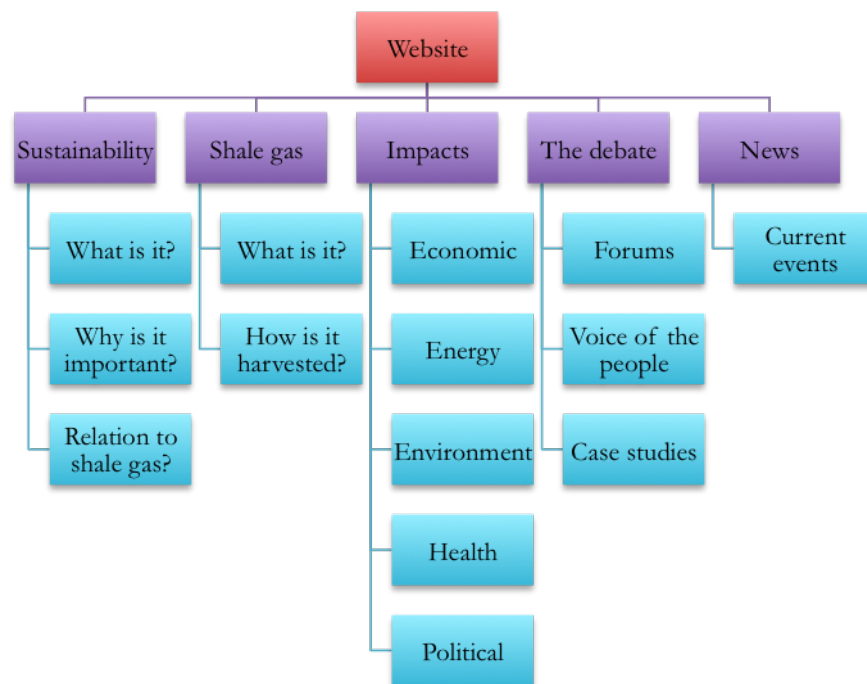 Website
Sustainability
Shale gas
Impacts
The debate
News
What is it?
Why is it
important?
Relation to
shale gas?
What is it?
How is it
harvested?
Economic
Energy
Environment
Health
Political
Forums
Voice of the
people
Case studies
Current
events